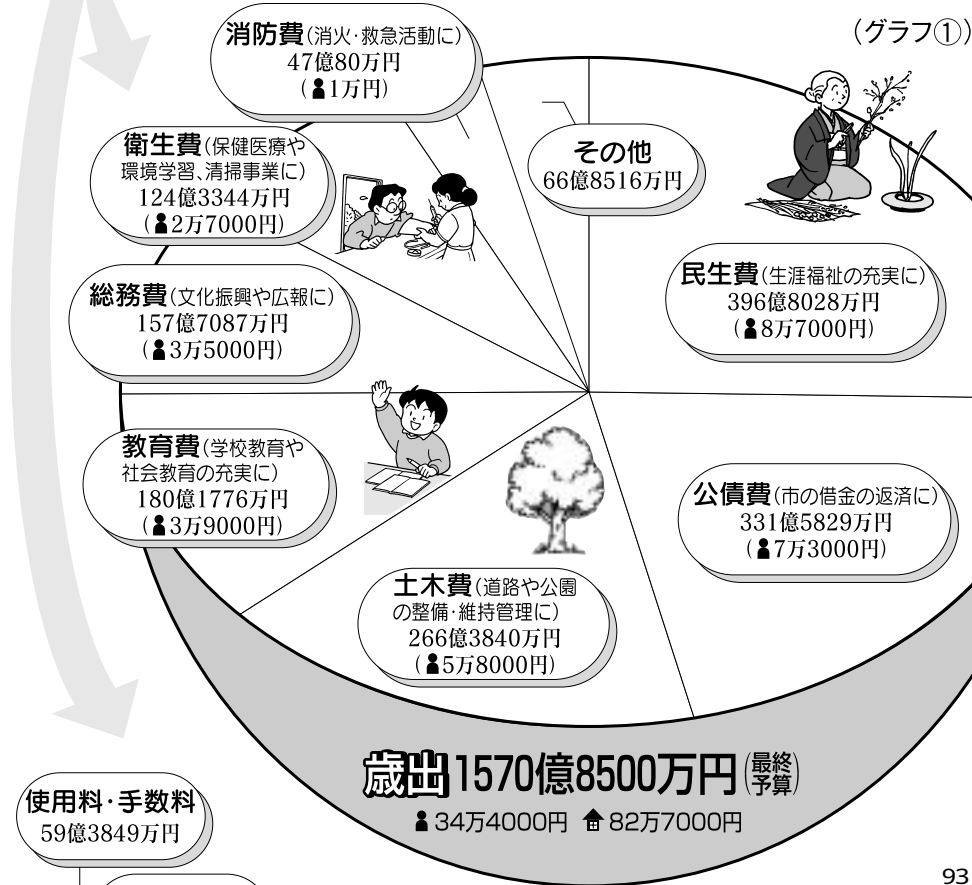 (グラフ①)
消防費(消火・救急活動に)
47億80万円
(1万円)
衛生費(保健医療や
環境学習、清掃事業に)
124億3344万円
(2万7000円)
総務費(文化振興や広報に)
157億7087万円
(3万5000円)
教育費(学校教育や
社会教育の充実に)
180億1776万円
(3万9000円)
土木費(道路や公園
の整備・維持管理に)
266億3840万円
(5万8000円)
その他
66億8516万円
民生費(生涯福祉の充実に)
396億8028万円
(8万7000円)
公債費(市の借金の返済に)
331億5829万円
(7万3000円)
歳出1570億8500万円(最終
予算)
34万4000円 82万7000円
使用料・手数料
59億3849万円
93